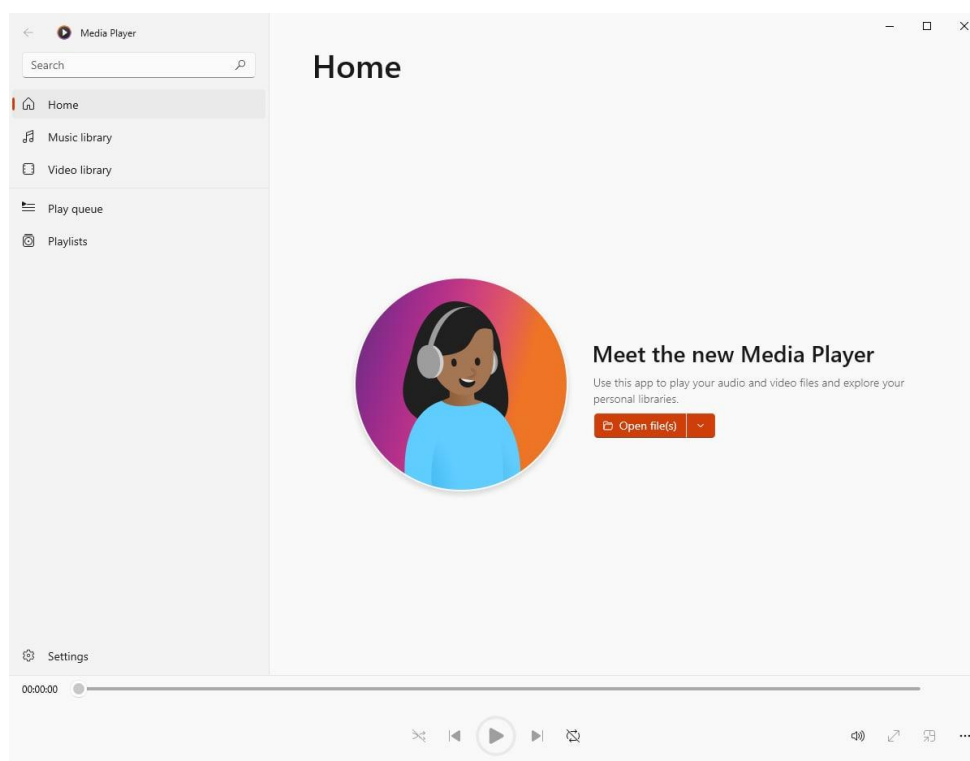 Media Player
Search
Home
Home
Music library
Video library
Play queue
Playlists
Meet the new Media Player
Use this app to play your audio and video files and explore your
personal libraries.
Open file(s)
Settings
00:00:00